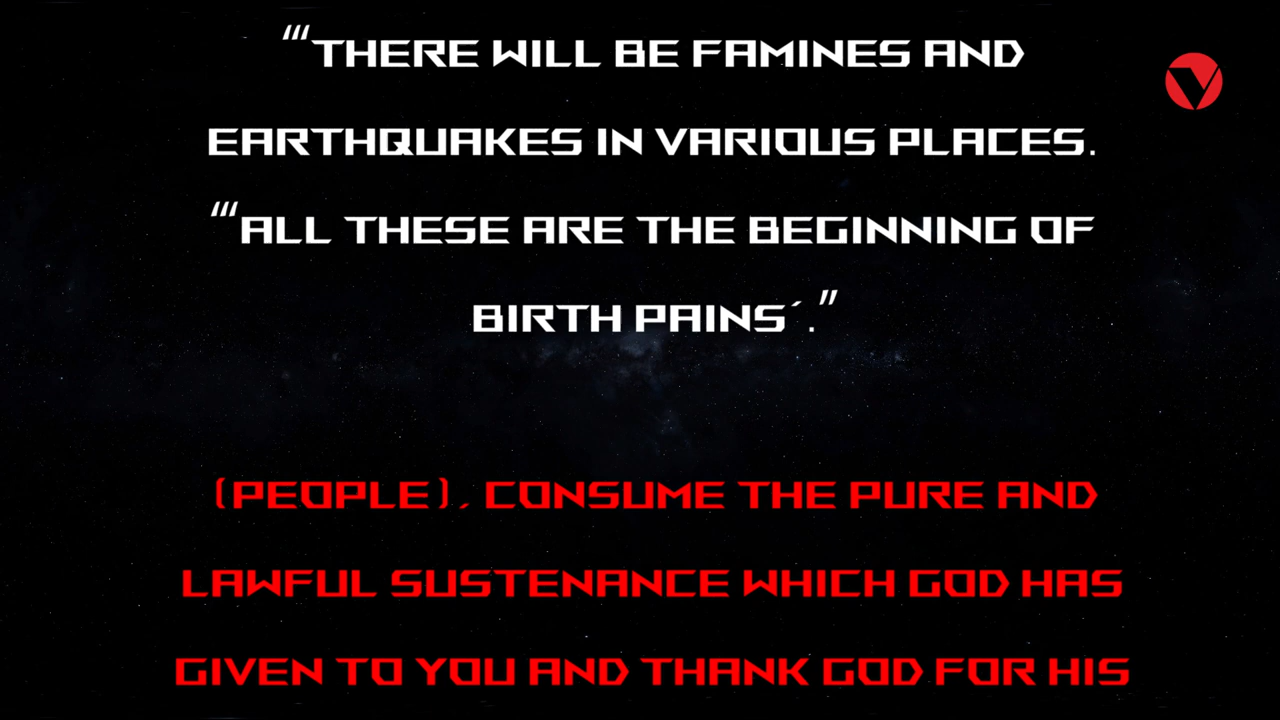 "'THERE WILL BE FAMINES AND
EARTHQUAKES IN VARIOUS PLACES.
"'ALL THESE ARE THE BEGINNING OF
BIRTH PAINS´."
(PEOPLE), CONSUME THE PURE AND
LAWFUL SUSTENANCE WHICH GOD HAS
GIVEN TO YOU AND THANK GOD FOR HIS